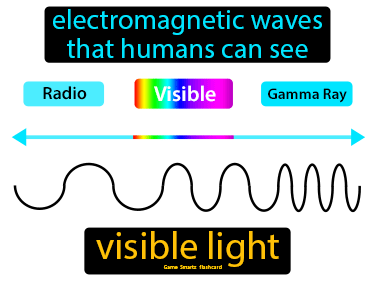 electromagnetic waves
that humans can see
Radio Visible Gamma Ray
visible light
Game Smartz flashcard